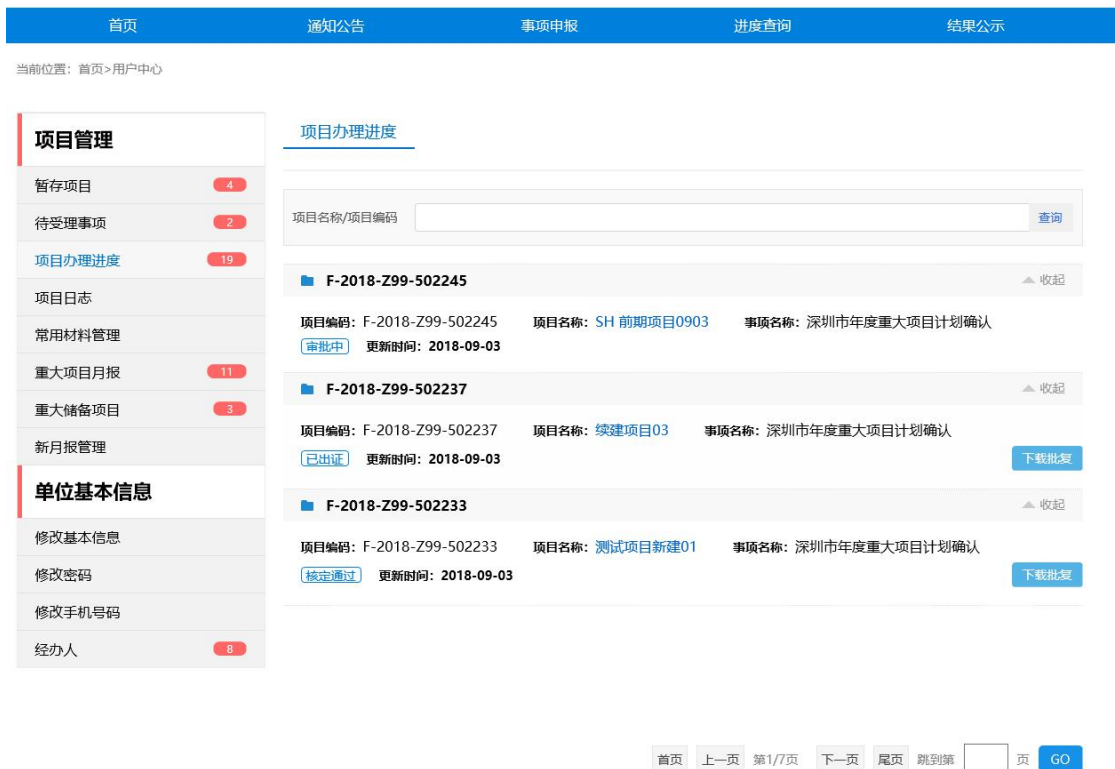 首页 通知公告 事项申报 进度查询 结果公示
当前位置：首页>用户中心
项目管理
暂存项目 4
待受理事项 2
项目办理进度 19
项目日志
常用材料管理
重大项目月报 11
重大储备项目 3
新月报管理
单位基本信息
修改基本信息
修改密码
修改手机号码
经办人 8
项目办理进度
项目名称/项目编码 查询
F-2018-Z99-502245 收起
项目编码：F-2018-Z99-502245 项目名称：SH 前期项目0903 事项名称：深圳市年度重大项目计划确认
审批中 更新时间：2018-09-03
F-2018-Z99-502237 收起
项目编码：F-2018-Z99-502237 项目名称：续建项目03 事项名称：深圳市年度重大项目计划确认
已出证 更新时间：2018-09-03 下载批复
F-2018-Z99-502233 收起
项目编码：F-2018-Z99-502233 项目名称：测试项目新建01 事项名称：深圳市年度重大项目计划确认
核定通过 更新时间：2018-09-03 下载批复
首页 上一页 第1/7页 下一页 尾页 跳到第 页 GO